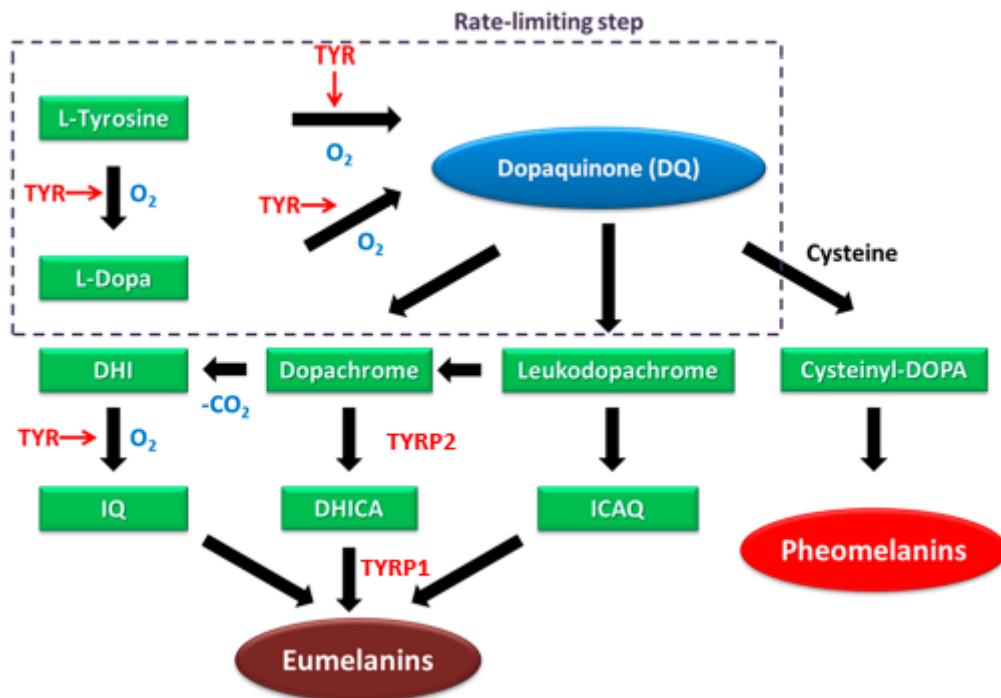 Rate-limiting step
TYR
L-Tyrosine
O₂
Dopaquinone (DQ)
TYR
O₂
TYR
O₂
Cysteine
L-Dopa
DHI
Dopachrome
Leukodopachrome
Cysteinyl-DOPA
-CO₂
TYR
O₂
TYRP2
IQ
DHICA
ICAQ
Pheomelanins
TYRP1
Eumelanins